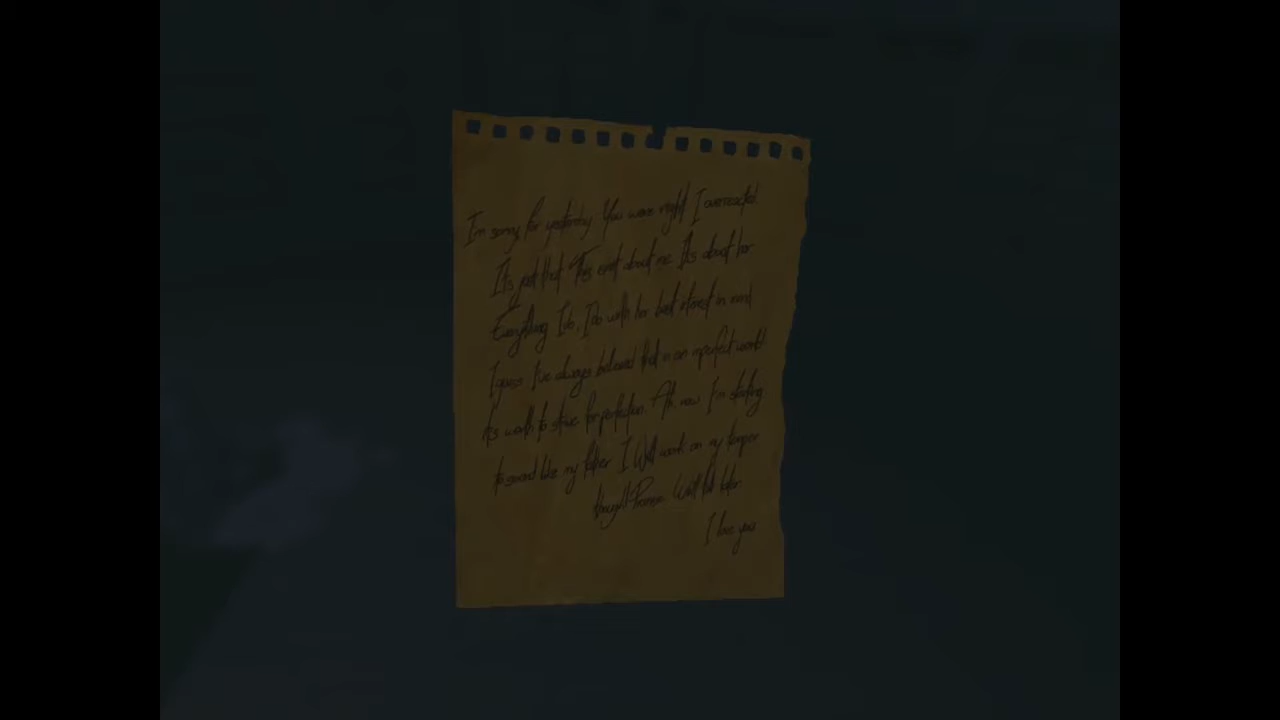 I'm sorry for yesterday. You were right. I overreacted.
It's just that This isn't about me. It's about her
Everything I do, I do with her best interest in mind
I guess I've always believed that in an imperfect world
it's worth to strive for perfection. Ah, now I'm starting
to sound like my father. I Will work on my temper
though. I Promise. We'll talk later.
I love you